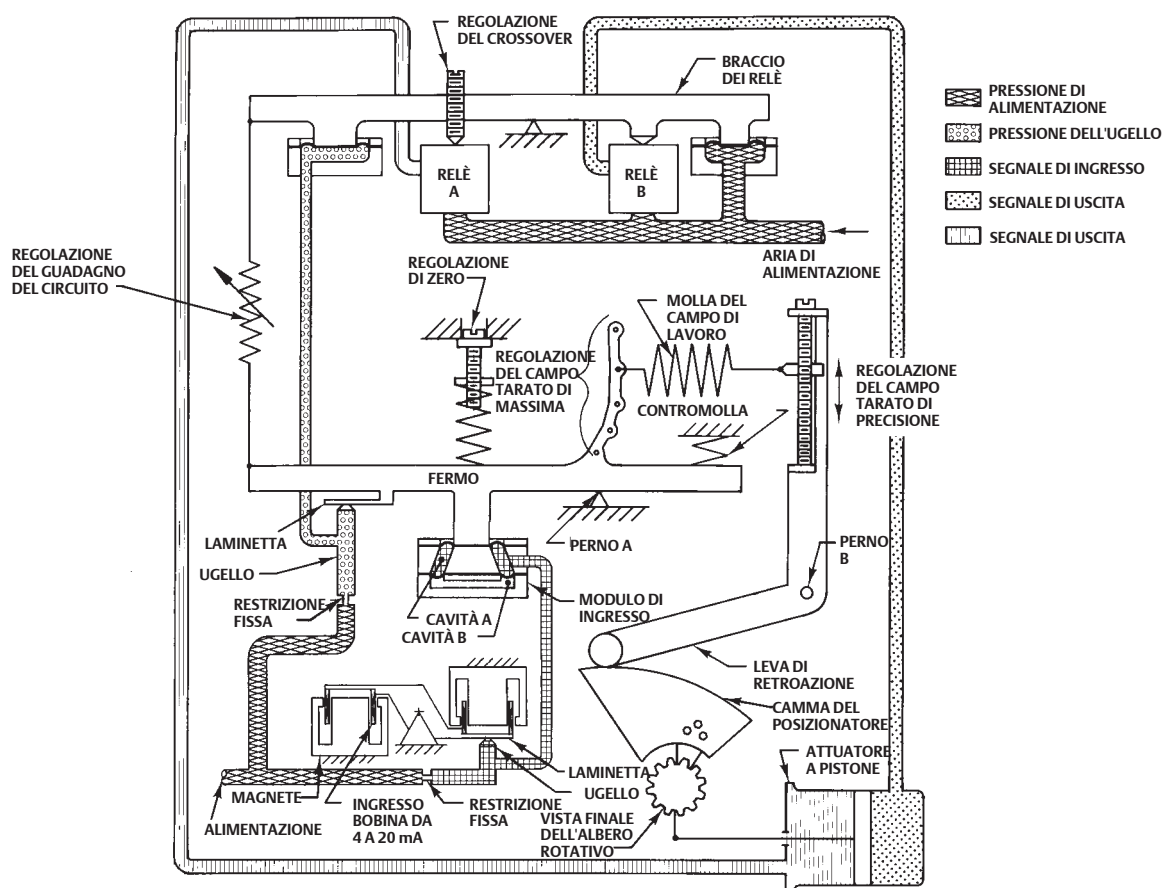 REGOLAZIONE
DEL CROSSOVER
BRACCIO
DEI RELÈ
PRESSIONE DI
ALIMENTAZIONE
PRESSIONE DELL'UGELLO
SEGNALE DI INGRESSO
SEGNALE DI USCITA
SEGNALE DI USCITA
RELÈ
A
RELÈ
B
ARIA DI
ALIMENTAZIONE
REGOLAZIONE
DEL GUADAGNO
DEL CIRCUITO
REGOLAZIONE
DI ZERO
MOLLA DEL
CAMPO DI
LAVORO
REGOLAZIONE
DEL CAMPO
TARATO DI
MASSIMA
CONTROMOLLA
REGOLAZIONE
DEL CAMPO
TARATO DI
PRECISIONE
FERMO
LAMINETTA
UGELLO
PERNO A
PERNO
B
RESTRIZIONE
FISSA
CAVITÀ A
CAVITÀ B
MODULO DI
INGRESSO
LEVA DI
RETROAZIONE
CAMMA DEL
POSIZIONATORE
ATTUATORE
A PISTONE
LAMINETTA
UGELLO
VISTA FINALE
DELL'ALBERO
ROTATIVO
MAGNETE
ALIMENTAZIONE
INGRESSO
BOBINA DA
4 A 20 mA
RESTRIZIONE
FISSA